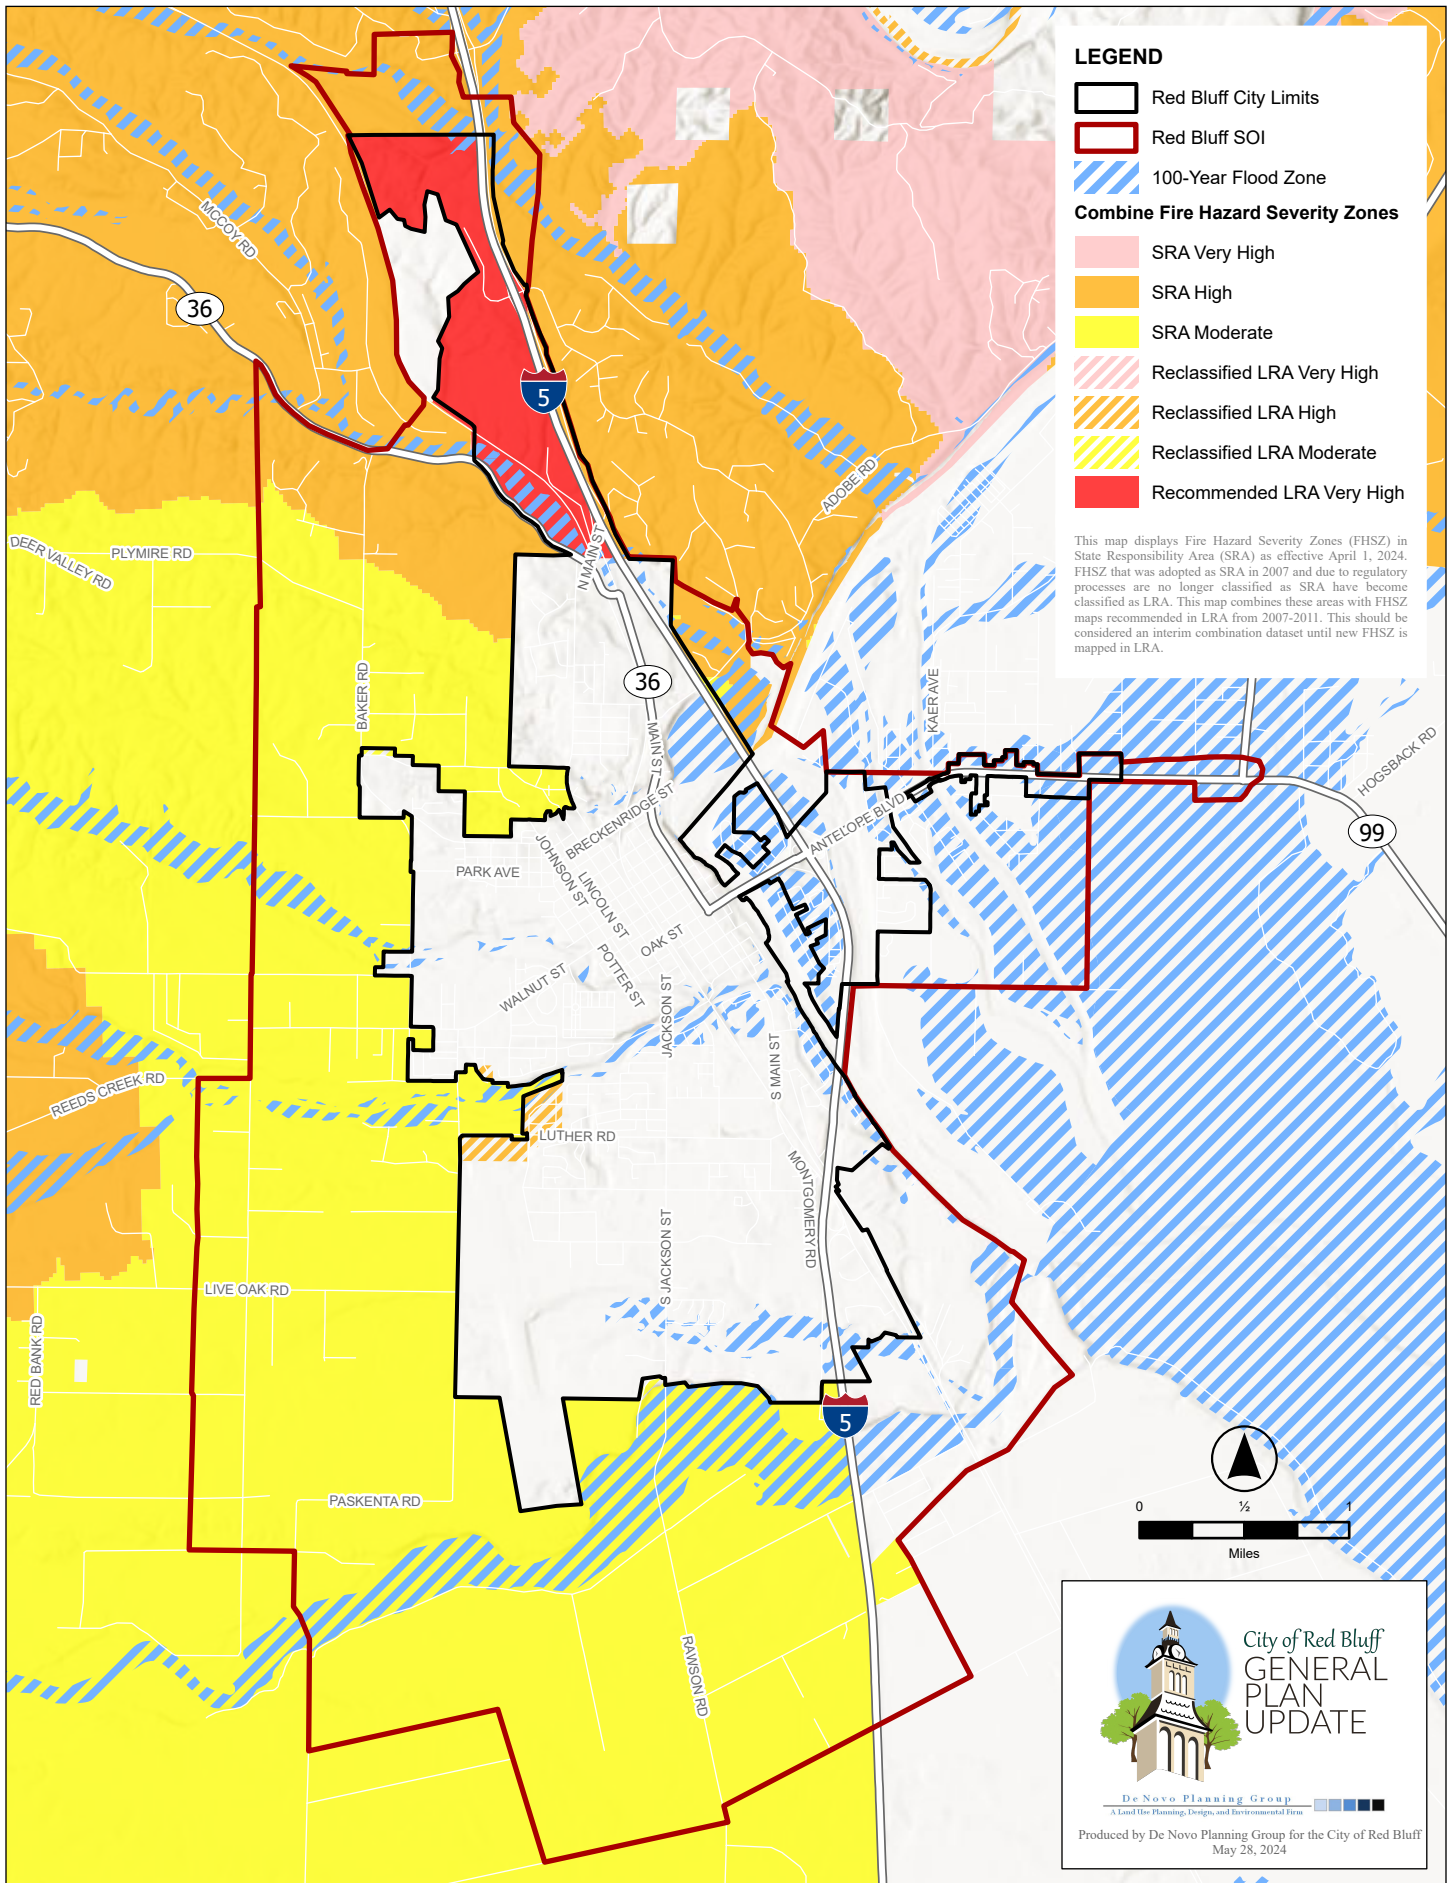 LEGEND
Red Bluff City Limits
Red Bluff SOI
100-Year Flood Zone
Combine Fire Hazard Severity Zones
SRA Very High
SRA High
SRA Moderate
Reclassified LRA Very High
Reclassified LRA High
Reclassified LRA Moderate
Recommended LRA Very High
This map displays Fire Hazard Severity Zones (FHSZ) in
State Responsibility Area (SRA) as effective April 1, 2024.
FHSZ that was adopted as SRA in 2007 and due to regulatory
processes are no longer classified as SRA have become
classified as LRA. This map combines these areas with FHSZ
maps recommended in LRA from 2007-2011. This should be
considered an interim combination dataset until new FHSZ is
mapped in LRA.
MCCOY RD
36
5
ADOBE RD
DEER VALLEY RD
PLYMIRE RD
N MAIN ST
BAKER RD
36
KAER AVE
MAIN ST
HOGSBACK RD
99
BRECKENRIDGE ST
ANTELOPE BLVD
JOHNSON ST
PARK AVE
LINCOLN ST
OAK ST
POTTER ST
WALNUT ST
JACKSON ST
S MAIN ST
REEDS CREEK RD
LUTHER RD
MONTGOMERY RD
S JACKSON ST
LIVE OAK RD
RED BANK RD
5
PASKENTA RD
RAWSON RD
0 ½ 1
Miles
City of Red Bluff
GENERAL
PLAN
UPDATE
De Novo Planning Group
A Land Use Planning, Design, and Environmental Firm
Produced by De Novo Planning Group for the City of Red Bluff
May 28, 2024